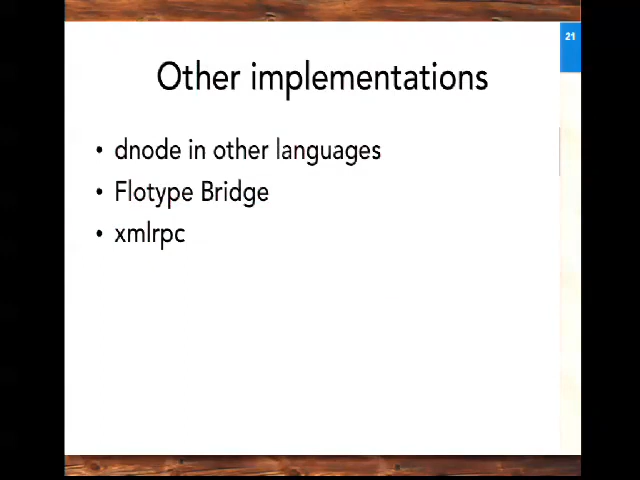 21
Other implementations
• dnode in other languages
• Flotype Bridge
• xmlrpc